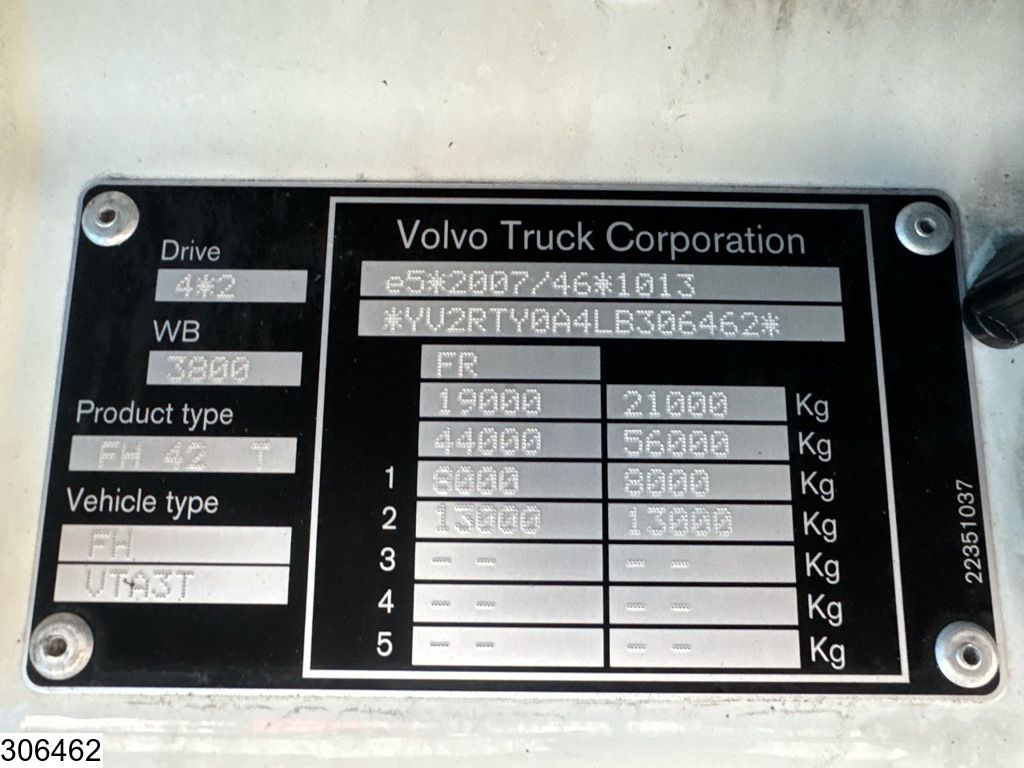 Drive
4*2
WB
3800
Product type
FH 42 T
Vehicle type
FH
VTA3T
Volvo Truck Corporation
e5*2007/46*1013
*YV2RTY0A4LB306462*
FR
19000 21000 Kg
44000 56000 Kg
1 8000 8000 Kg
2 13000 13000 Kg
3 -- -- -- -- Kg
4 -- -- -- -- Kg
5 -- -- -- -- Kg
22351037
306462